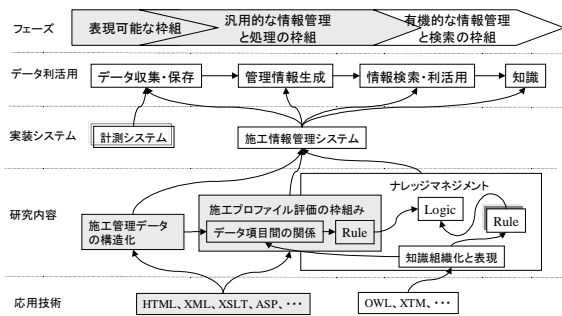 フェーズ
表現可能な枠組
汎用的な情報管理
と処理の枠組
有機的な情報管理
と検索の枠組
データ利活用
データ収集・保存
管理情報生成
情報検索・利活用
知識
実装システム
計測システム
施工情報管理システム
研究内容
ナレッジマネジメント
施工プロファイル評価の枠組み
施工管理データ
の構造化
データ項目間の関係
Rule
Logic
Rule
知識組織化と表現
応用技術
HTML、XML、XSLT、ASP、・・・
OWL、XTM、・・・